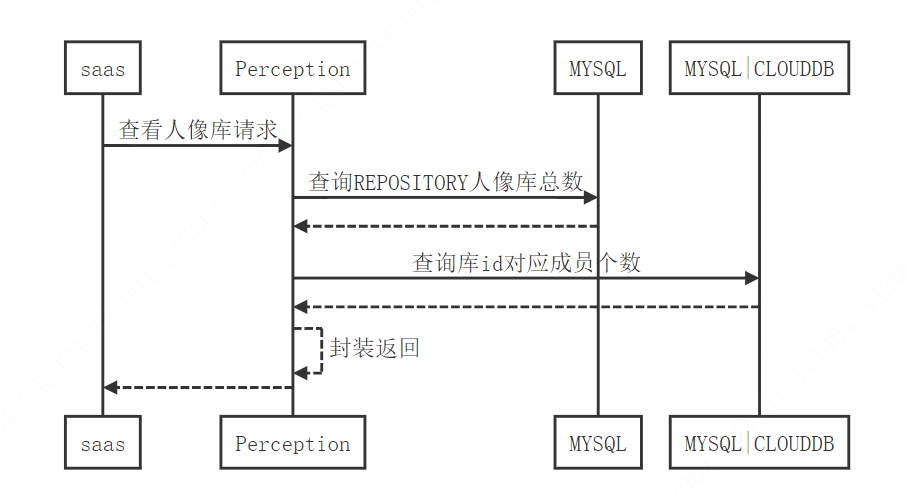 saas
Perception
MYSQL
MYSQL|CLOUDDB
查看人像库请求
查询REPOSITORY人像库总数
查询库id对应成员个数
封装返回
saas
Perception
MYSQL
MYSQL|CLOUDDB